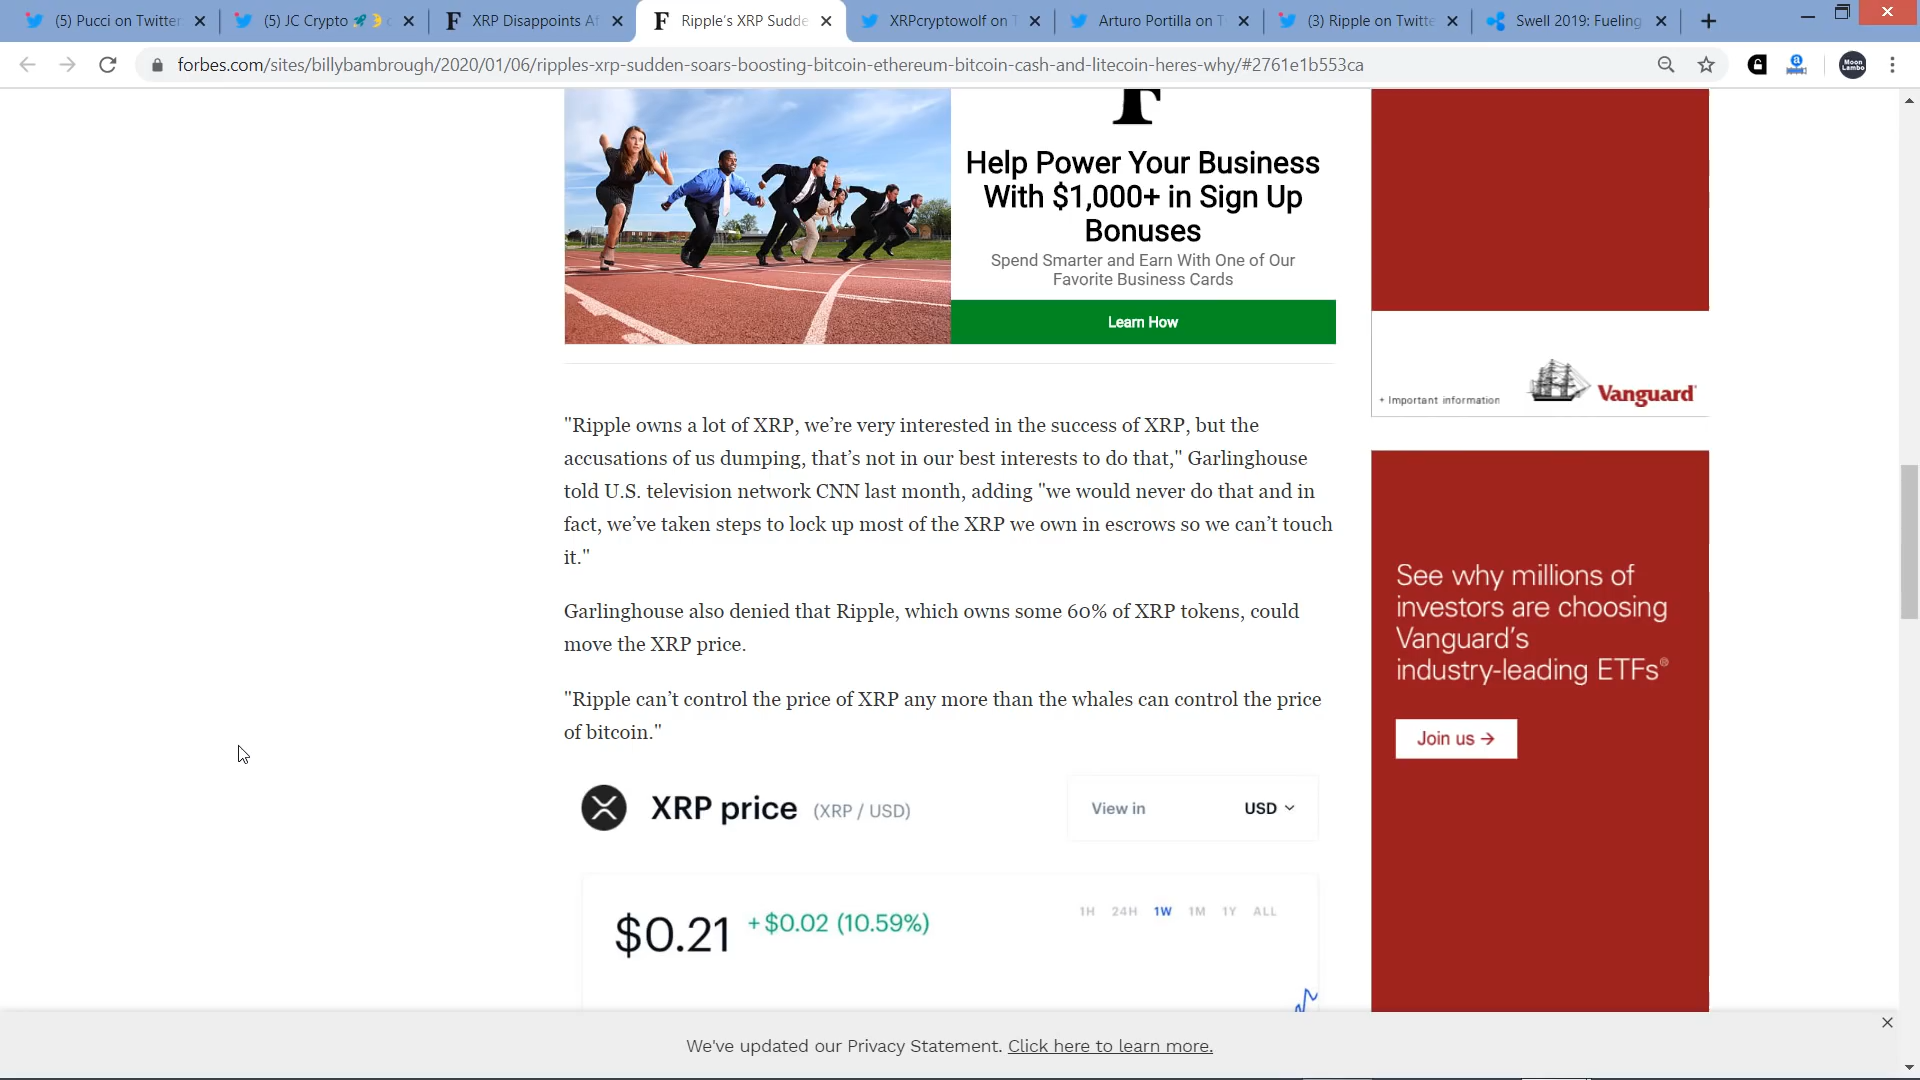 (5) Pucci on Twitter
(5) JC Crypto
XRP Disappoints Af
Ripple's XRP Sudde
XRPcryptowolf on T
Arturo Portilla on T
(3) Ripple on Twitte
Swell 2019: Fueling
forbes.com/sites/billybambrough/2020/01/06/ripples-xrp-sudden-soars-boosting-bitcoin-ethereum-bitcoin-cash-and-litecoin-heres-why/#2761e1b553ca
Moon
Lambo
F
Help Power Your Business
With $1,000+ in Sign Up
Bonuses
Spend Smarter and Earn With One of Our
Favorite Business Cards
Learn How
+ Important information
Vanguard
"Ripple owns a lot of XRP, we're very interested in the success of XRP, but the
accusations of us dumping, that's not in our best interests to do that," Garlinghouse
told U.S. television network CNN last month, adding "we would never do that and in
fact, we've taken steps to lock up most of the XRP we own in escrows so we can't touch
it."
Garlinghouse also denied that Ripple, which owns some 60% of XRP tokens, could
move the XRP price.
"Ripple can't control the price of XRP any more than the whales can control the price
of bitcoin."
See why millions of
investors are choosing
Vanguard's
industry-leading ETFs®
Join us →
XRP price (XRP / USD)
View in USD
$0.21 +$0.02 (10.59%)
1H 24H 1W 1M 1Y ALL
We've updated our Privacy Statement. Click here to learn more.